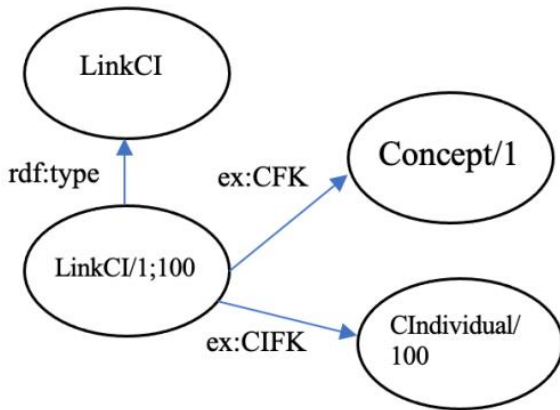 LinkCI
Concept/1
rdf:type
ex:CFK
LinkCI/1;100
CIndividual/
100
ex:CIFK